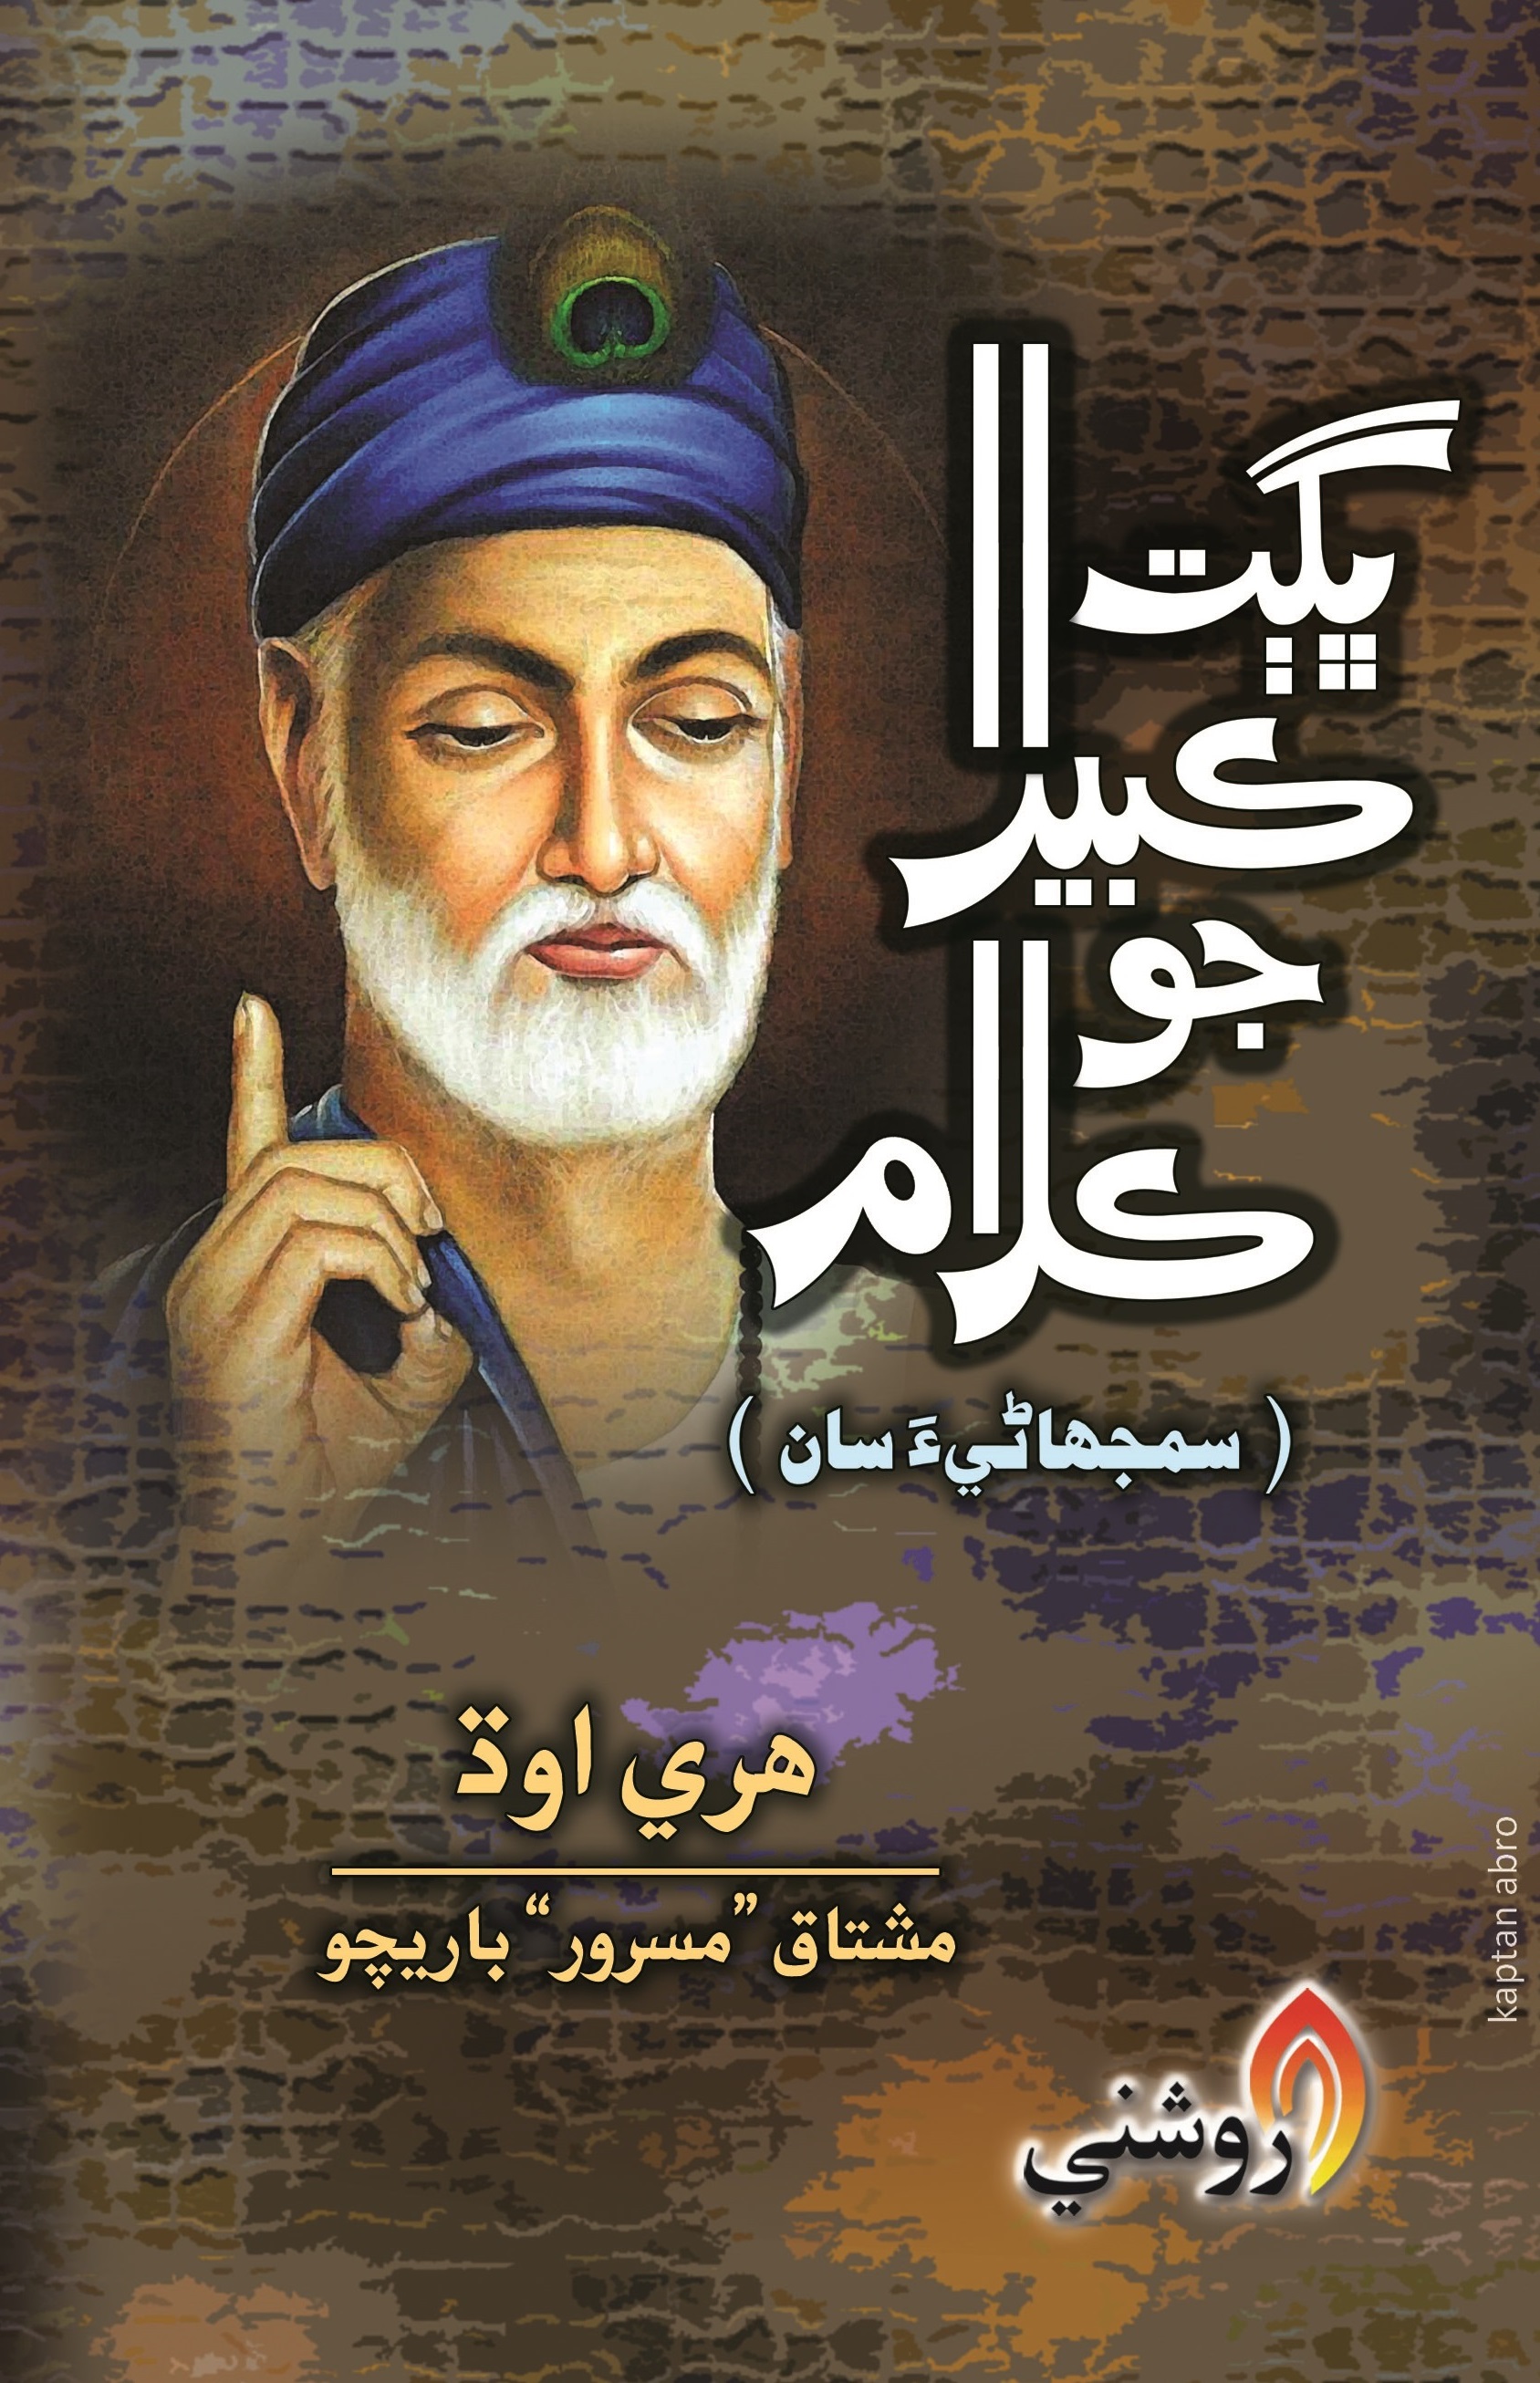 ڀڳت
ڪبير
جو
ڪلام
( سمجهاڻيءَ سان )
هري اوڏ
مشتاق ”مسرور“ باريچو
روشني
kaptan abro